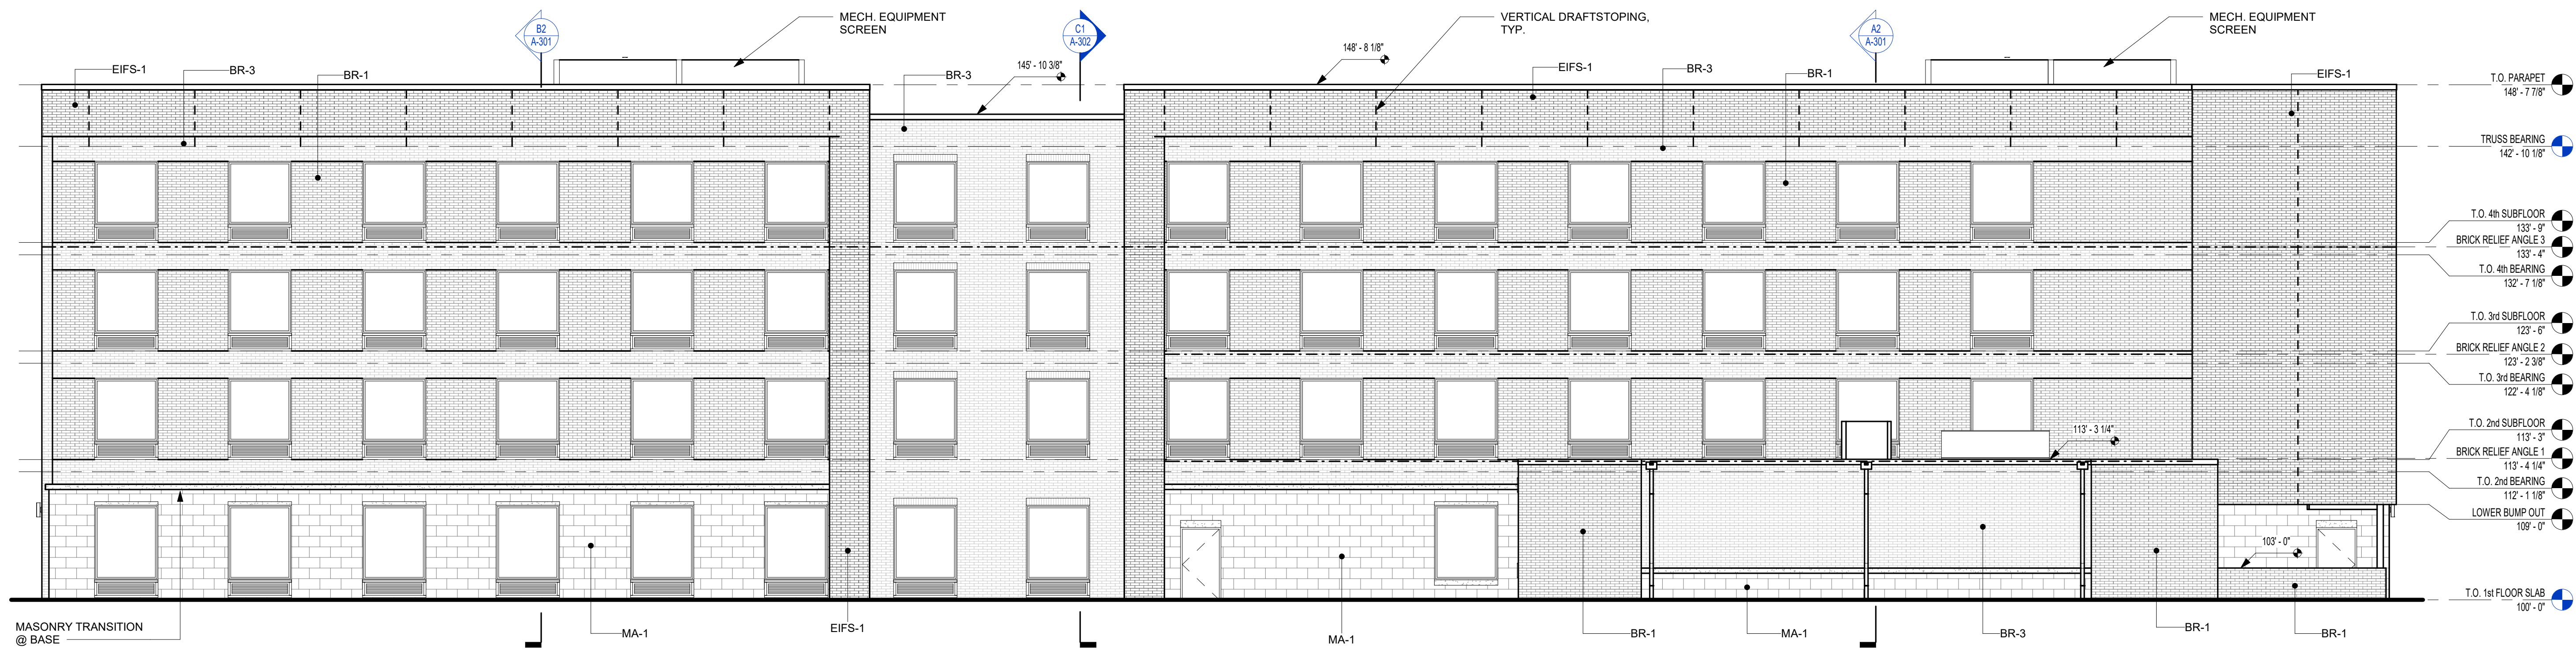 B2
A-301
MECH. EQUIPMENT
SCREEN
C1
A-302
VERTICAL DRAFTSTOPING,
TYP.
A2
A-301
MECH. EQUIPMENT
SCREEN
EIFS-1
BR-3
BR-1
BR-3
145' - 10 3/8"
148' - 8 1/8"
EIFS-1
BR-3
BR-1
EIFS-1
T.O. PARAPET
148' - 7 7/8"
TRUSS BEARING
142' - 10 1/8"
T.O. 4th SUBFLOOR
133' - 9"
BRICK RELIEF ANGLE 3
133' - 4"
T.O. 4th BEARING
132' - 7 1/8"
T.O. 3rd SUBFLOOR
123' - 6"
BRICK RELIEF ANGLE 2
123' - 2 3/8"
T.O. 3rd BEARING
122' - 4 1/8"
T.O. 2nd SUBFLOOR
113' - 3"
113' - 3 1/4"
BRICK RELIEF ANGLE 1
113' - 4 1/4"
T.O. 2nd BEARING
112' - 1 1/8"
LOWER BUMP OUT
109' - 0"
103' - 0"
T.O. 1st FLOOR SLAB
100' - 0"
MASONRY TRANSITION
@ BASE
MA-1
EIFS-1
MA-1
BR-1
MA-1
BR-3
BR-1
BR-1